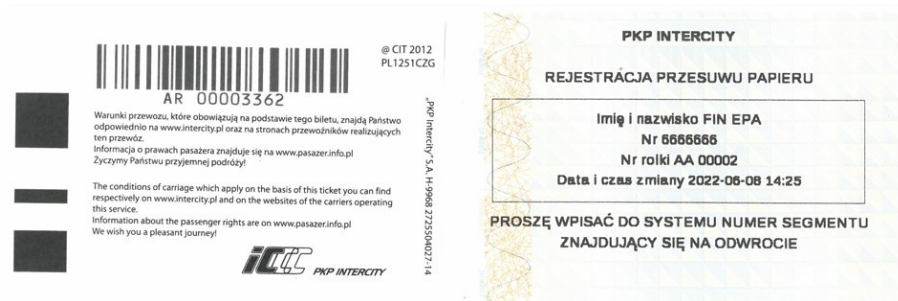 @ CIT 2012
PL1251CZG
AR 00003362
Warunki przewozu, które obowiązują na podstawie tego biletu, znajdą Państwo
odpowiednio na www.intercity.pl oraz na stronach przewoźników realizujących
ten przewóz.
Informacja o prawach pasażera znajduje się na www.pasazer.info.pl
Życzymy Państwu przyjemnej podróży!
The conditions of carriage which apply on the basis of this ticket you can find
respectively on www.intercity.pl and on the websites of the carriers operating
this service.
Information about the passenger rights are on www.pasazer.info.pl
We wish you a pleasant journey!
iCCC PKP INTERCITY
„PKP Intercity" S.A. H-9968 2725504027-14
PKP INTERCITY
REJESTRACJA PRZESUWU PAPIERU
Imię i nazwisko FIN EPA
Nr 6666666
Nr rolki AA 00002
Data i czas zmiany 2022-06-08 14:25
PROSZĘ WPISAĆ DO SYSTEMU NUMER SEGMENTU
ZNAJDUJĄCY SIĘ NA ODWROCIE